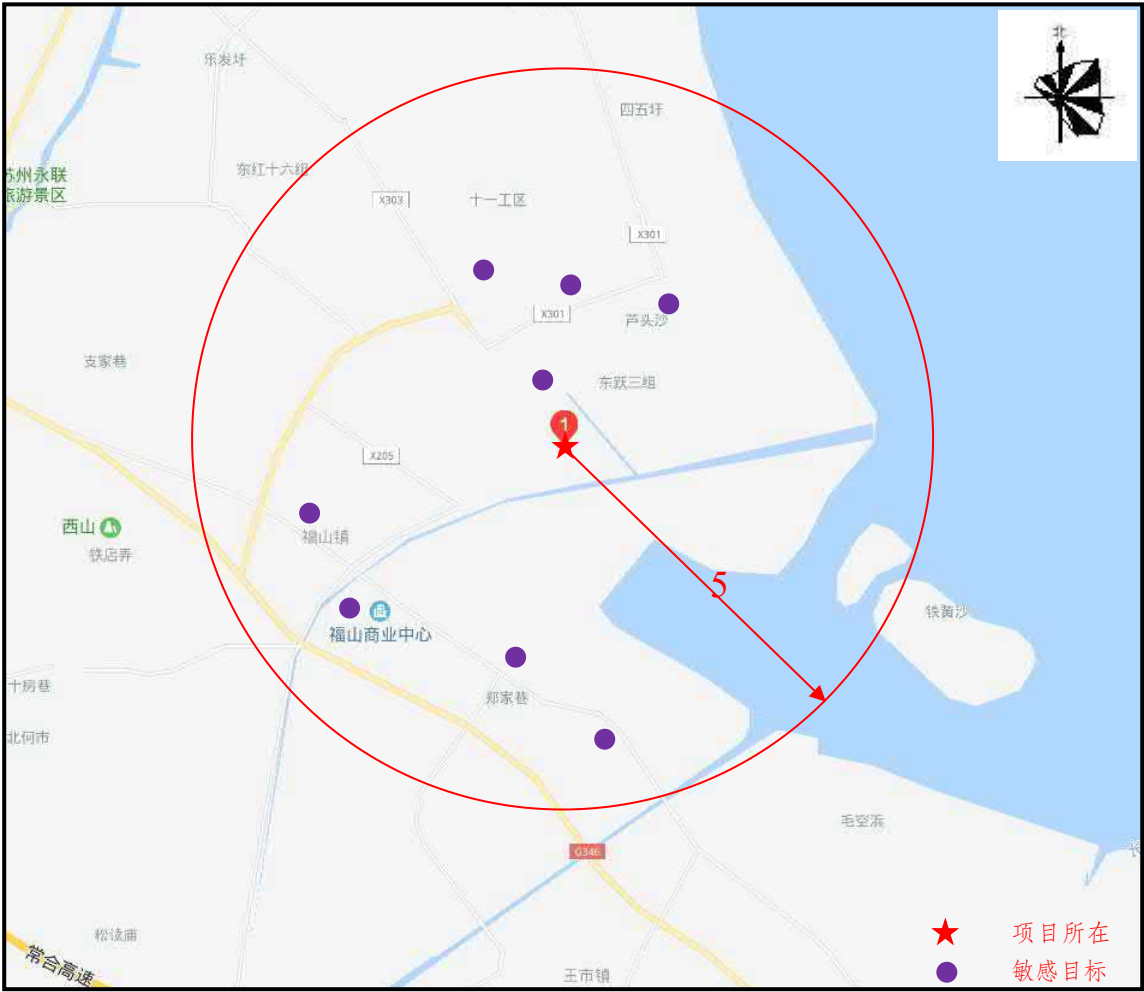 北
乐发圩
四五圩
苏州永联
旅游景区
东红十六组
X303
十一工区
X301
X301
芦头沙
支家巷
东跃三组
1
X205
西山
铁店弄
福山镇
5
铁黄沙
福山商业中心
十房巷
郑家巷
北何市
毛空浜
G346
长
松读庙
项目所在
常合高速
敏感目标
王市镇